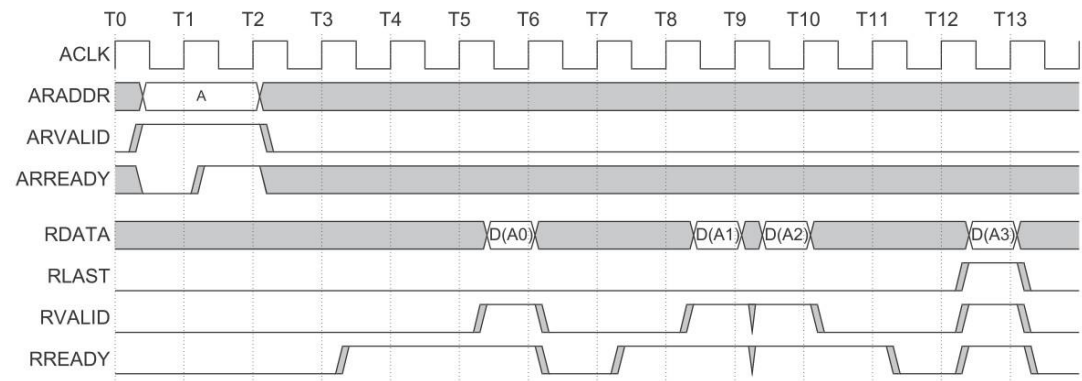 T0 T1 T2 T3 T4 T5 T6 T7 T8 T9 T10 T11 T12 T13
ACLK
ARADDR A
ARVALID
ARREADY
RDATA D(A0) D(A1) D(A2) D(A3)
RLAST
RVALID
RREADY